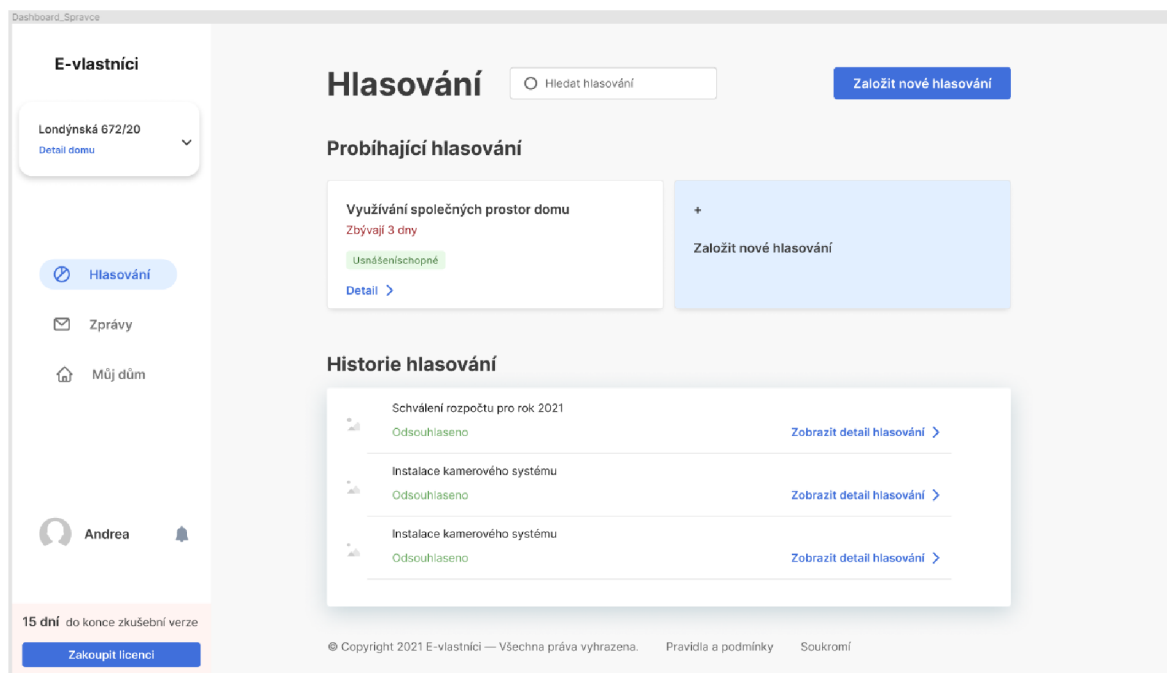 Dashboard_Spravce
E-vlastníci
Londýnská 672/20
Detail domu
Hlasování
Zprávy
Můj dům
Andrea
15 dní do konce zkušební verze
Zakoupit licenci
Hlasování
Hledat hlasování
Založit nové hlasování
Probíhající hlasování
Využívání společných prostor domu
Zbývají 3 dny
Usnášeníschopné
Detail
+
Založit nové hlasování
Historie hlasování
Schválení rozpočtu pro rok 2021
Odsouhlaseno
Zobrazit detail hlasování
Instalace kamerového systému
Odsouhlaseno
Zobrazit detail hlasování
Instalace kamerového systému
Odsouhlaseno
Zobrazit detail hlasování
© Copyright 2021 E-vlastníci — Všechna práva vyhrazena. Pravidla a podmínky Soukromí